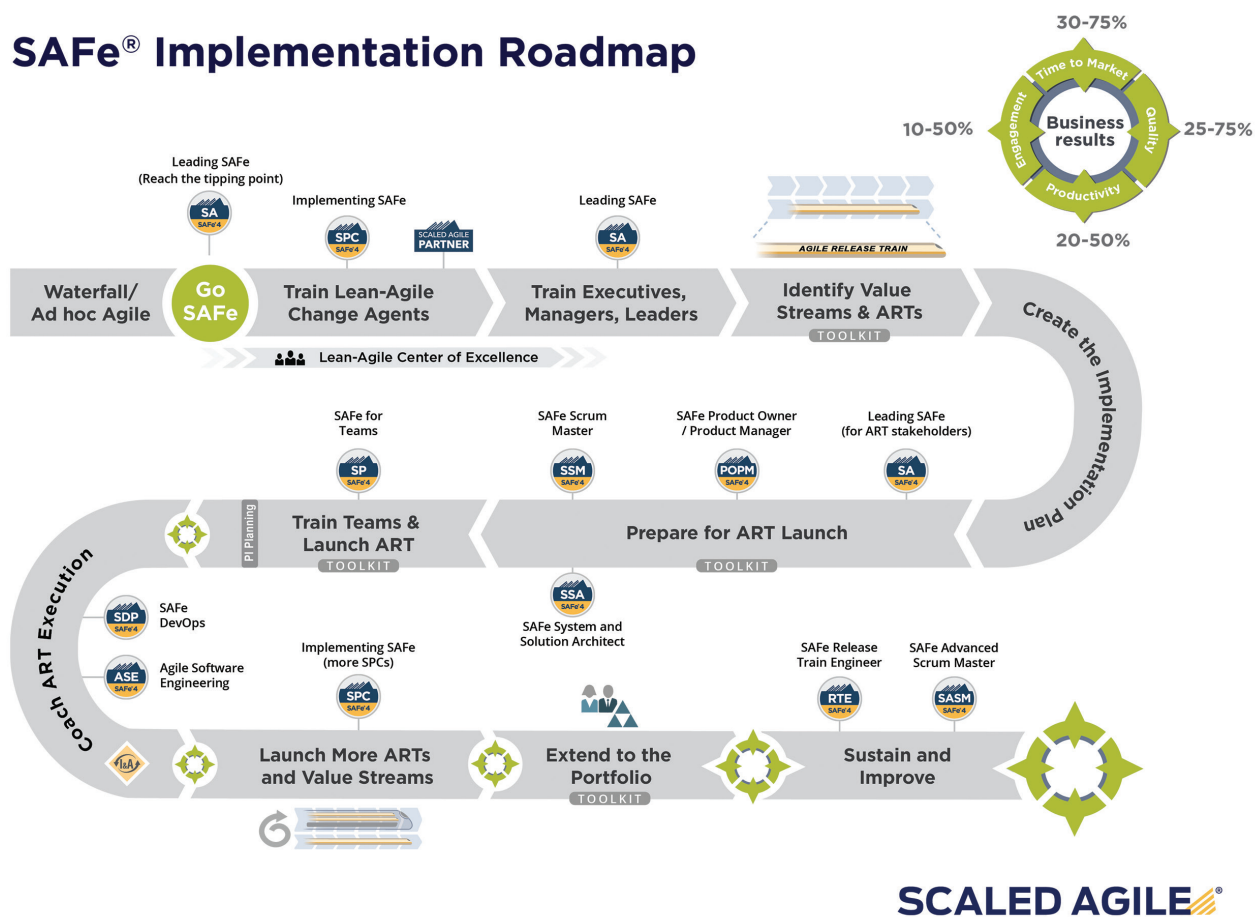 SAFe® Implementation Roadmap
30-75%
Time to Market
Engagement
Quality
Productivity
Business
results
10-50%
25-75%
20-50%
Leading SAFe
(Reach the tipping point)
SA
SAFe®4
Implementing SAFe
SPC
SAFe®4
SCALED AGILE
PARTNER
Leading SAFe
SA
SAFe®4
AGILE RELEASE TRAIN
Waterfall/
Ad hoc Agile
Go
SAFe
Train Lean-Agile
Change Agents
Train Executives,
Managers, Leaders
Identify Value
Streams & ARTs
TOOLKIT
Create the Implementation Plan
Lean-Agile Center of Excellence
SAFe for
Teams
SP
SAFe®4
SAFe Scrum
Master
SSM
SAFe®4
SAFe Product Owner
/ Product Manager
POPM
SAFe®4
Leading SAFe
(for ART stakeholders)
SA
SAFe®4
PI Planning
Train Teams &
Launch ART
TOOLKIT
Prepare for ART Launch
TOOLKIT
SSA
SAFe®4
SAFe System and
Solution Architect
Coach ART Execution
SDP
SAFe®4
SAFe
DevOps
ASE
SAFe®4
Agile Software
Engineering
I&A
Implementing SAFe
(more SPCs)
SPC
SAFe®4
SAFe Release
Train Engineer
RTE
SAFe®4
SAFe Advanced
Scrum Master
SASM
SAFe®4
Launch More ARTs
and Value Streams
Extend to the
Portfolio
TOOLKIT
Sustain and
Improve
SCALED AGILE®